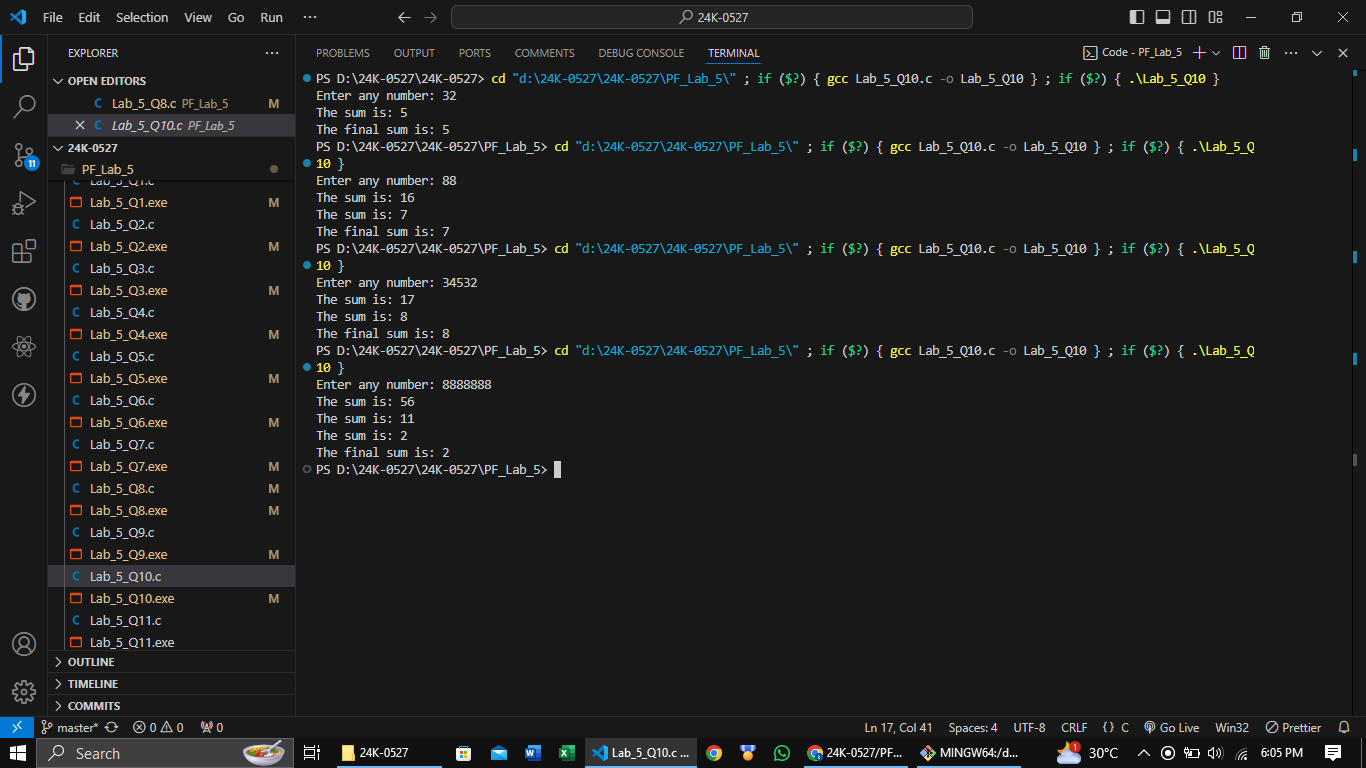 File Edit Selection View Go Run ··· 24K-0527
EXPLORER ···
OPEN EDITORS
C Lab_5_Q8.c PF_Lab_5 M
C Lab_5_Q10.c PF_Lab_5
24K-0527
PF_Lab_5
C Lab_5_Q1.c
Lab_5_Q1.exe M
C Lab_5_Q2.c
Lab_5_Q2.exe M
C Lab_5_Q3.c
Lab_5_Q3.exe M
C Lab_5_Q4.c
Lab_5_Q4.exe M
C Lab_5_Q5.c
Lab_5_Q5.exe M
C Lab_5_Q6.c
Lab_5_Q6.exe M
C Lab_5_Q7.c
Lab_5_Q7.exe M
C Lab_5_Q8.c M
Lab_5_Q8.exe M
C Lab_5_Q9.c
Lab_5_Q9.exe M
C Lab_5_Q10.c
Lab_5_Q10.exe M
C Lab_5_Q11.c
Lab_5_Q11.exe
OUTLINE
TIMELINE
COMMITS
11
PROBLEMS OUTPUT PORTS COMMENTS DEBUG CONSOLE TERMINAL Code - PF_Lab_5
PS D:\24K-0527\24K-0527> cd "d:\24K-0527\24K-0527\PF_Lab_5\" ; if ($?) { gcc Lab_5_Q10.c -o Lab_5_Q10 } ; if ($?) { .\Lab_5_Q10 }
Enter any number: 32
The sum is: 5
The final sum is: 5
PS D:\24K-0527\24K-0527\PF_Lab_5> cd "d:\24K-0527\24K-0527\PF_Lab_5\" ; if ($?) { gcc Lab_5_Q10.c -o Lab_5_Q10 } ; if ($?) { .\Lab_5_Q
10 }
Enter any number: 88
The sum is: 16
The sum is: 7
The final sum is: 7
PS D:\24K-0527\24K-0527\PF_Lab_5> cd "d:\24K-0527\24K-0527\PF_Lab_5\" ; if ($?) { gcc Lab_5_Q10.c -o Lab_5_Q10 } ; if ($?) { .\Lab_5_Q
10 }
Enter any number: 34532
The sum is: 17
The sum is: 8
The final sum is: 8
PS D:\24K-0527\24K-0527\PF_Lab_5> cd "d:\24K-0527\24K-0527\PF_Lab_5\" ; if ($?) { gcc Lab_5_Q10.c -o Lab_5_Q10 } ; if ($?) { .\Lab_5_Q
10 }
Enter any number: 8888888
The sum is: 56
The sum is: 11
The sum is: 2
The final sum is: 2
PS D:\24K-0527\24K-0527\PF_Lab_5>
master* 0 0 0 Ln 17, Col 41 Spaces: 4 UTF-8 CRLF { } C Go Live Win32 Prettier
Search 24K-0527 Lab_5_Q10.c ... 24K-0527/PF... MINGW64:/d... 1 30°C 6:05 PM